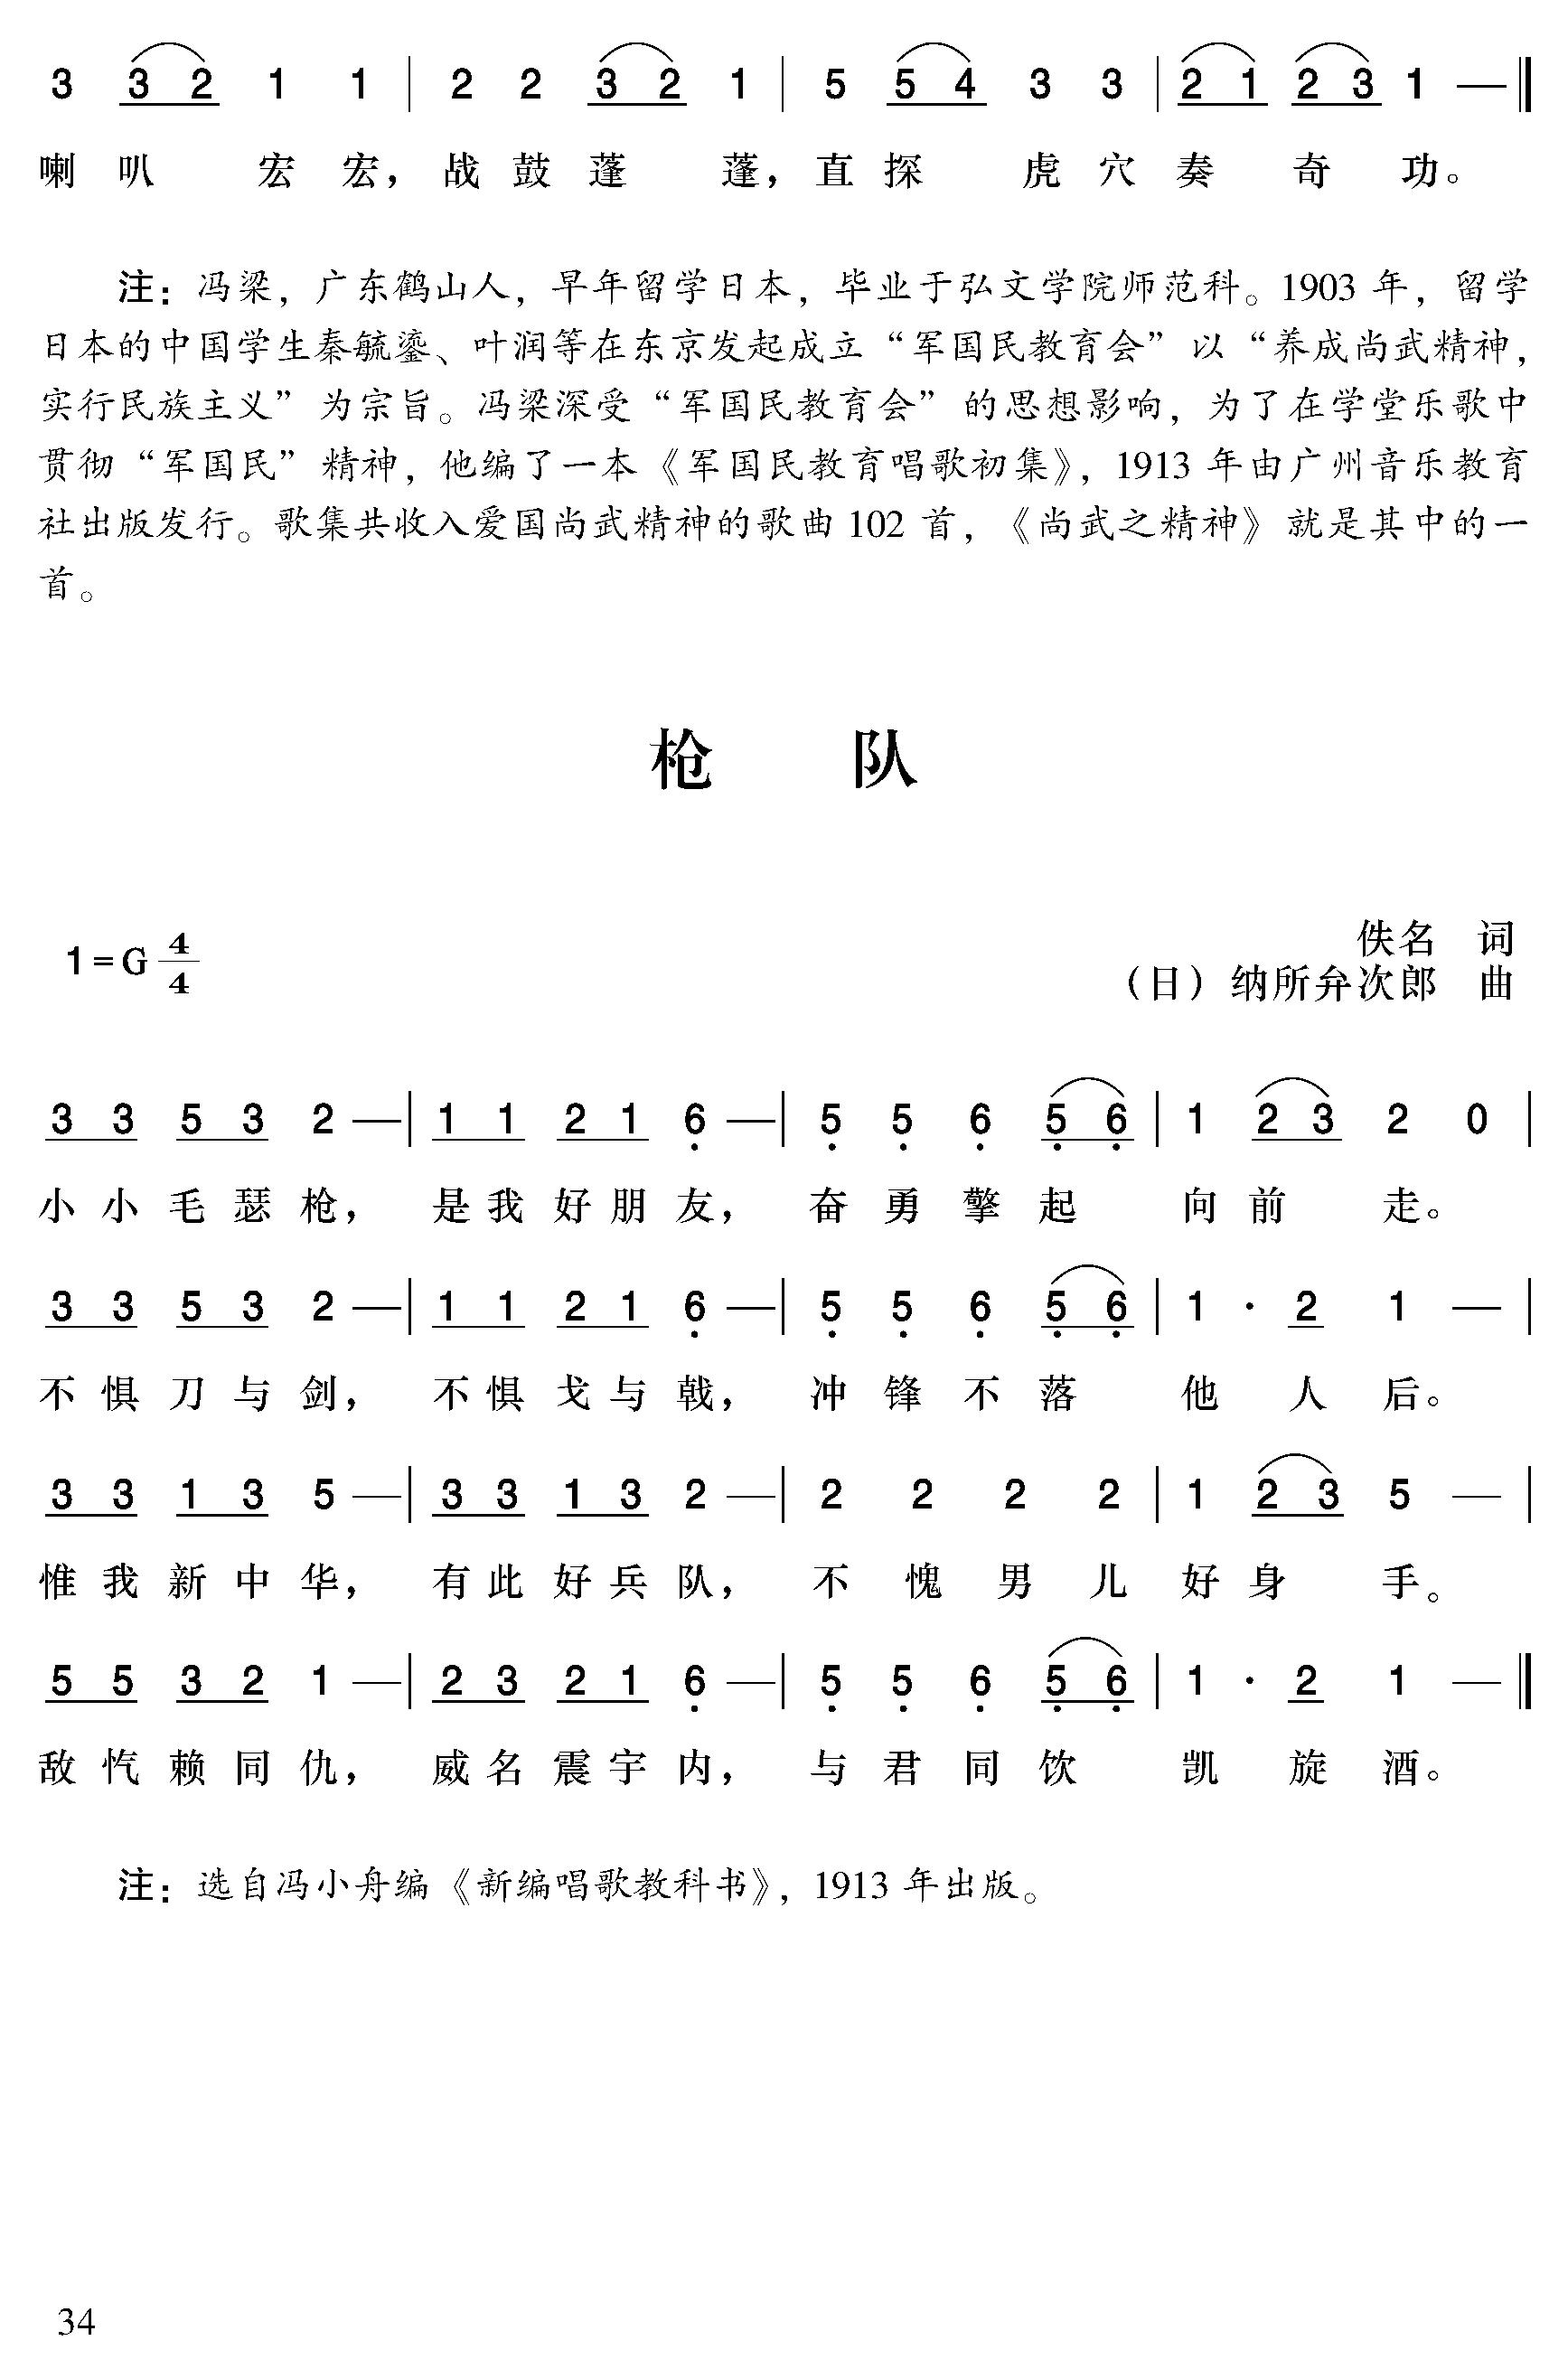 3 3 2 1 1 | 2 2 3 2 1 | 5 5 4 3 3 | 2 1 2 3 1 — ‖
喇 叭 宏 宏，战 鼓 蓬 蓬，直 探 虎 穴 奏 奇 功。
注：冯梁，广东鹤山人，早年留学日本，毕业于弘文学院师范科。1903 年，留学
日本的中国学生秦毓鎏、叶润等在东京发起成立“军国民教育会”以“养成尚武精神，
实行民族主义”为宗旨。冯梁深受“军国民教育会”的思想影响，为了在学堂乐歌中
贯彻“军国民”精神，他编了一本《军国民教育唱歌初集》，1913 年由广州音乐教育
社出版发行。歌集共收入爱国尚武精神的歌曲 102 首，《尚武之精神》就是其中的一
首。
枪 队
佚名 词
1=G 4/4
（日）纳所弁次郎 曲
3 3 5 3 2 — | 1 1 2 1 6̣ — | 5̣ 5̣ 6̣ 5̣ 6̣ | 1 2 3 2 0 |
小 小 毛 瑟 枪，是 我 好 朋 友，奋 勇 擎 起 向 前 走。
3 3 5 3 2 — | 1 1 2 1 6̣ — | 5̣ 5̣ 6̣ 5̣ 6̣ | 1 · 2 1 — |
不 惧 刀 与 剑，不 惧 戈 与 戟，冲 锋 不 落 他 人 后。
3 3 1 3 5 — | 3 3 1 3 2 — | 2 2 2 2 | 1 2 3 5 — |
惟 我 新 中 华，有 此 好 兵 队，不 愧 男 儿 好 身 手。
5 5 3 2 1 — | 2 3 2 1 6̣ — | 5̣ 5̣ 6̣ 5̣ 6̣ | 1 · 2 1 — ‖
敌 忾 赖 同 仇，威 名 震 宇 内，与 君 同 饮 凯 旋 酒。
注：选自冯小舟编《新编唱歌教科书》，1913 年出版。
34